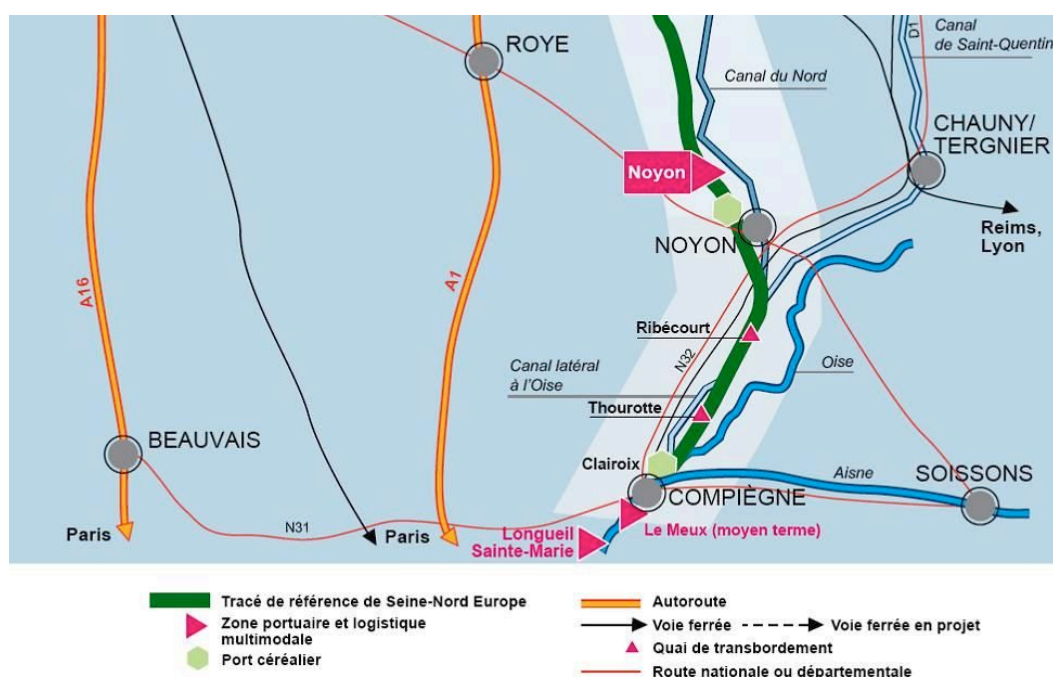 ROYE
Canal du Nord
D1
Canal
de Saint-Quentin
CHAUNY/
TERGNIER
Noyon
NOYON
Reims,
Lyon
A16
A1
Ribécourt
N32
Oise
Canal latéral
à l'Oise
Thourotte
BEAUVAIS
Clairoix
Aisne
SOISSONS
COMPIÈGNE
Paris
N31
Paris
Longueil
Sainte-Marie
Le Meux (moyen terme)
Tracé de référence de Seine-Nord Europe
Zone portuaire et logistique
multimodale
Port céréalier
Autoroute
Voie ferrée
Voie ferrée en projet
Quai de transbordement
Route nationale ou départementale